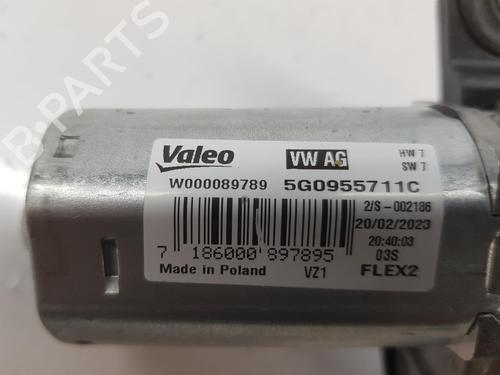 B-PARTS
Valeo
VW AG
HW 7
SW 7
W000089789
5G0955711C
2/S-002186
20/02/2023
20:40:03
7 186000 897895
03S
Made in Poland
VZ1
FLEX2